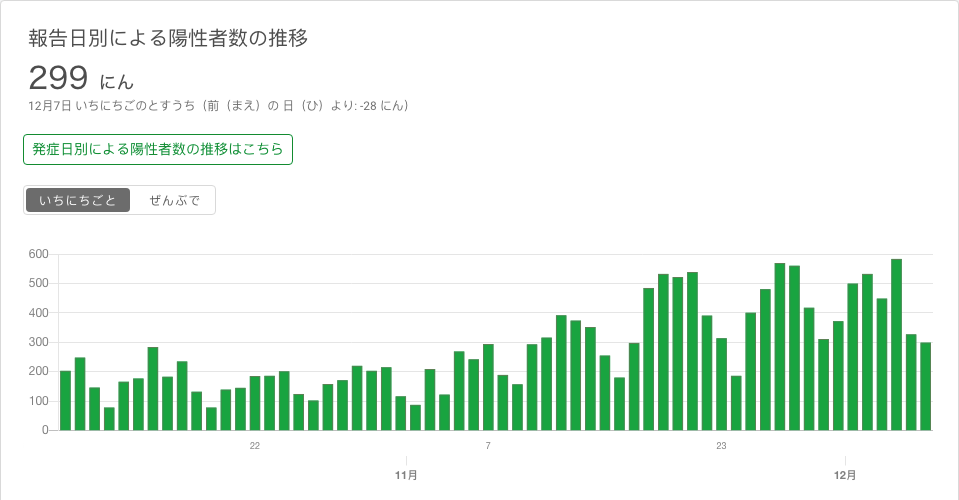 報告日別による陽性者数の推移
299 にん
12月7日 いちにちごのとすうち（前（まえ）の 日（ひ）より: -28 にん）
発症日別による陽性者数の推移はこちら
いちにちごと ぜんぶで
600
500
400
300
200
100
0
22 7 23
11月 12月